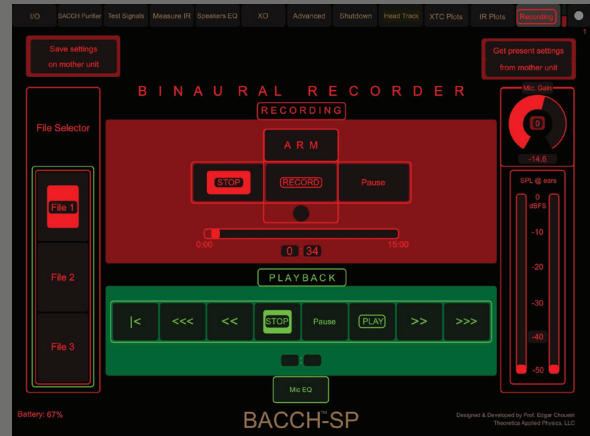 I/O
BACCH Purifier
Test Signals
Measure IR
Speakers EQ
XO
Advanced
Shutdown
Head Track
XTC Plots
IR Plots
Recording
1
Save settings
on mother unit
Get present settings
from mother unit
BINAURAL RECORDER
RECORDING
File Selector
File 1
File 2
File 3
ARM
STOP
RECORD
Pause
0:00
15:00
0 34
PLAYBACK
|<
<<<
<<
STOP
Pause
PLAY
>>
>>>
:
Mic EQ
Mic. Gain
0
-14.6
SPL @ ears
0
dBFS
-10
-20
-30
-40
-50
Battery: 67%
BACCH™-SP
Designed & Developed by Prof. Edgar Choueiri
Theoretica Applied Physics, LLC